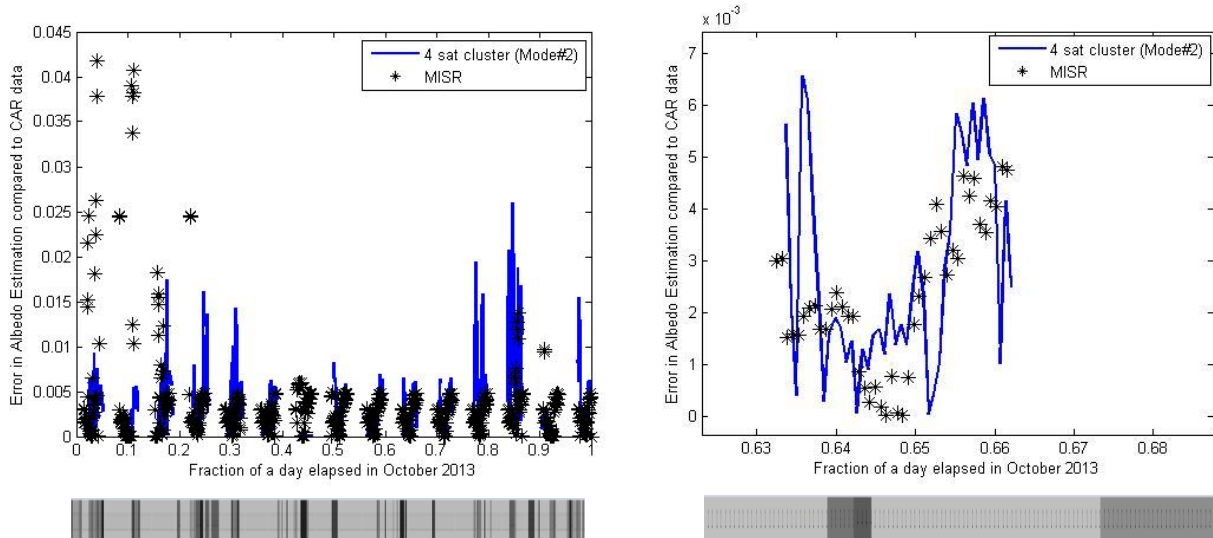 0.045
0.04
0.035
0.03
0.025
0.02
0.015
0.01
0.005
0
0 0.1 0.2 0.3 0.4 0.5 0.6 0.7 0.8 0.9 1
Error in Albedo Estimation compared to CAR data
Fraction of a day elapsed in October 2013
4 sat cluster (Mode#2)
MISR
x 10⁻³
7
6
5
4
3
2
1
0
0.63 0.64 0.65 0.66 0.67 0.68
Error in Albedo Estimation compared to CAR data
Fraction of a day elapsed in October 2013
4 sat cluster (Mode#2)
MISR